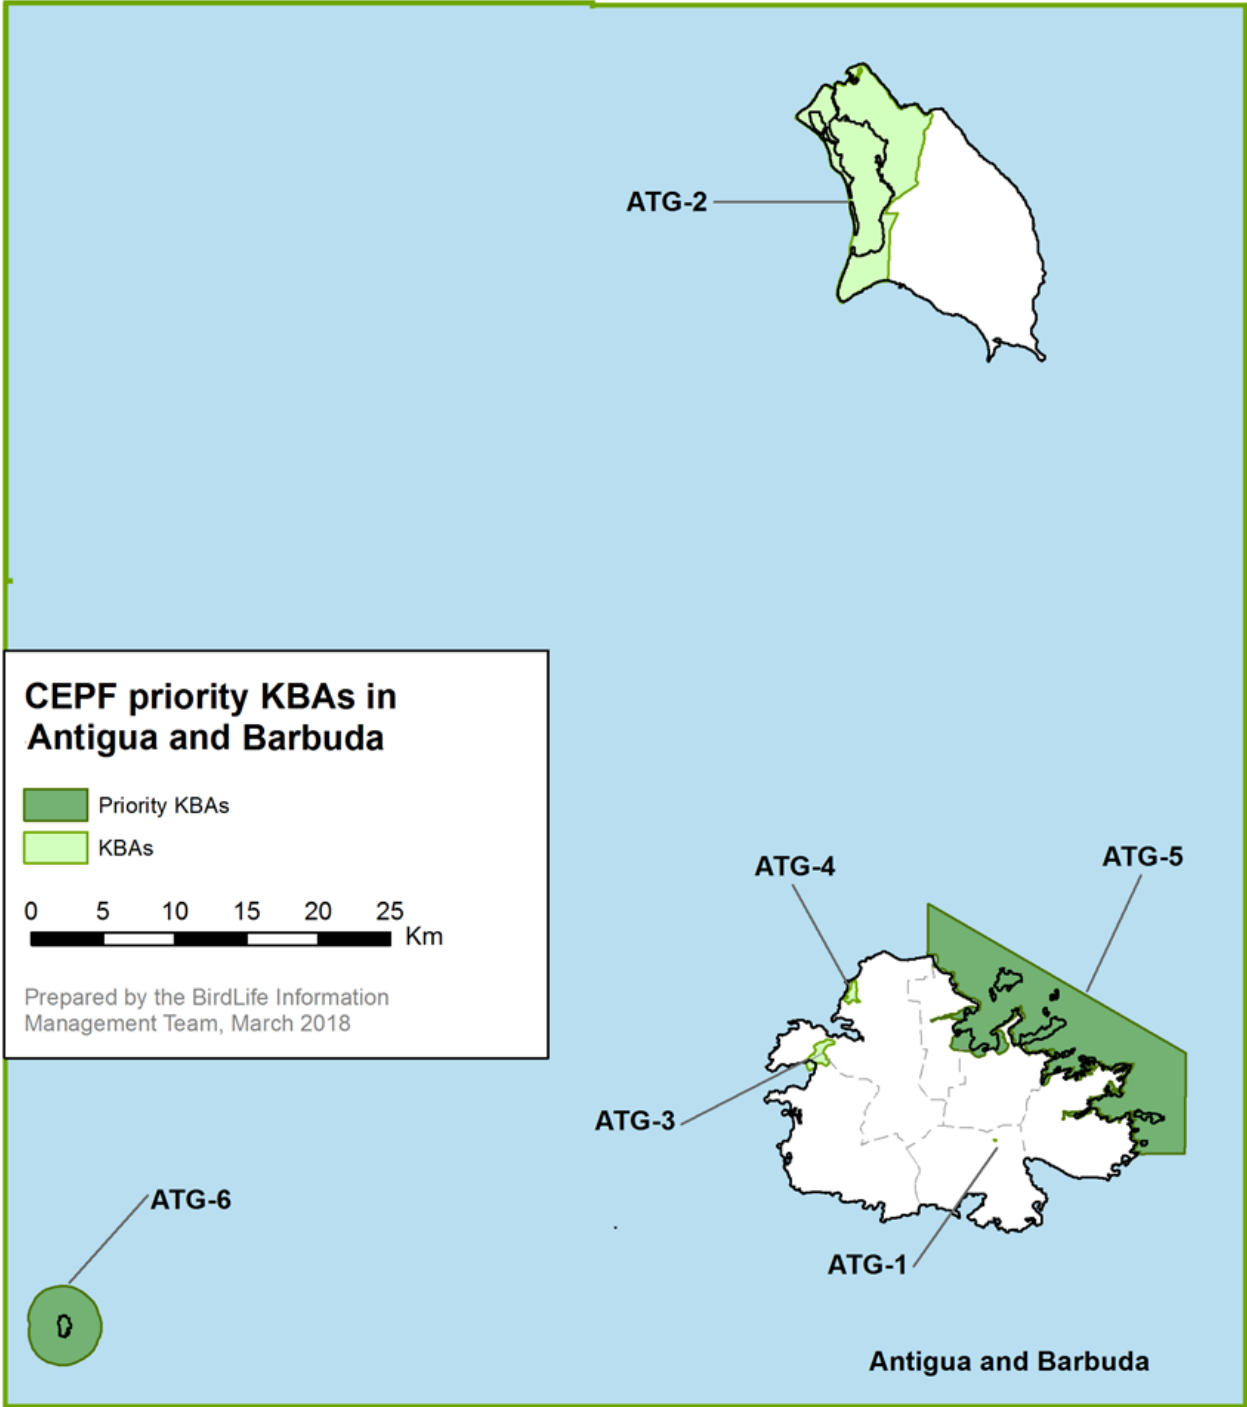 ATG-2
CEPF priority KBAs in
Antigua and Barbuda
Priority KBAs
KBAs
0 5 10 15 20 25
Km
Prepared by the BirdLife Information
Management Team, March 2018
ATG-4
ATG-5
ATG-3
ATG-6
ATG-1
Antigua and Barbuda